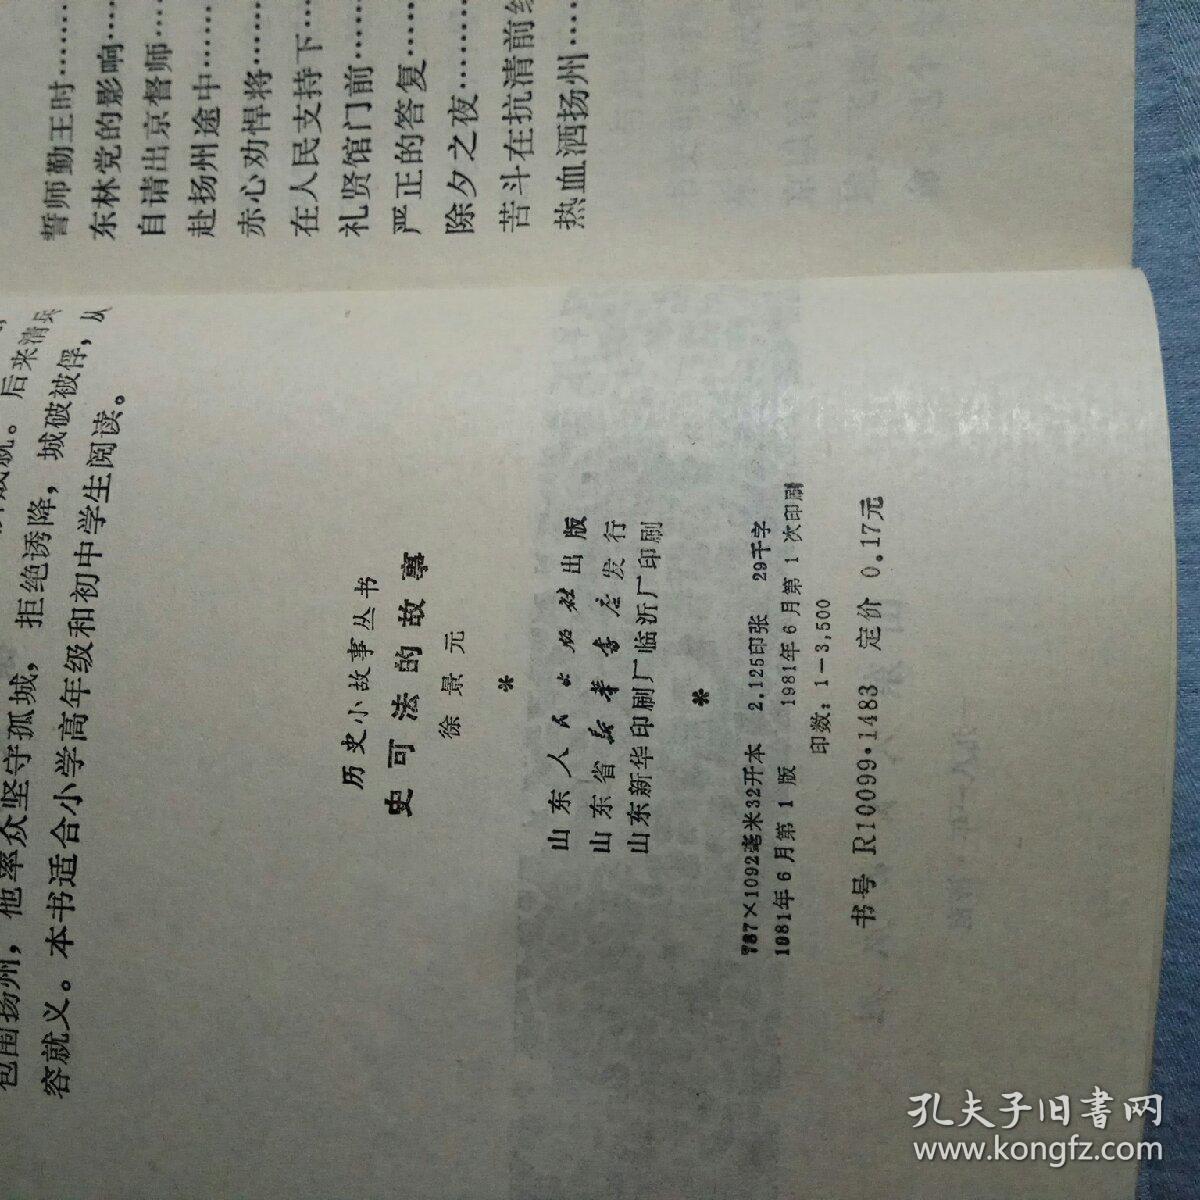 包围扬州，他率众坚守孤城，拒绝诱降，城破被俘，从
容就义。本书适合小学高年级和初中学生阅读。
历史小故事丛书
史可法的故事
徐景元
*
山东人民出版社出版
山东省新华书店发行
山东新华印刷厂临沂厂印刷
*
787×1092毫米32开本 2.125印张 29千字
1981年6月第1版 1981年6月第1次印刷
印数：1—3,500
书号 R10099·1483 定价 0.17元
誓师勤王时………
东林党的影响……
自请出京督师……
赴扬州途中………
赤心劝悍将………
在人民支持下……
礼贤馆门前………
严正的答复………
除夕之夜…………
苦斗在抗清前
热血洒扬州……
孔夫子旧書网
www.kongfz.com